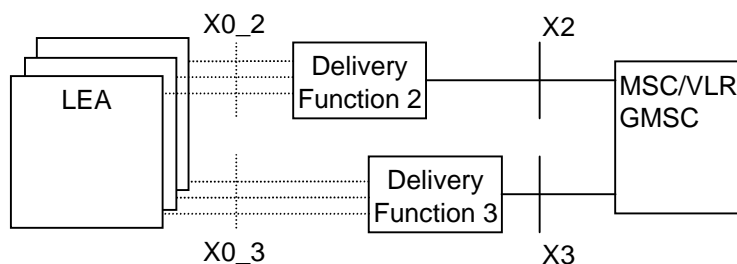 X0_2
X2
Delivery
Function 2
MSC/VLR
GMSC
LEA
Delivery
Function 3
X0_3
X3